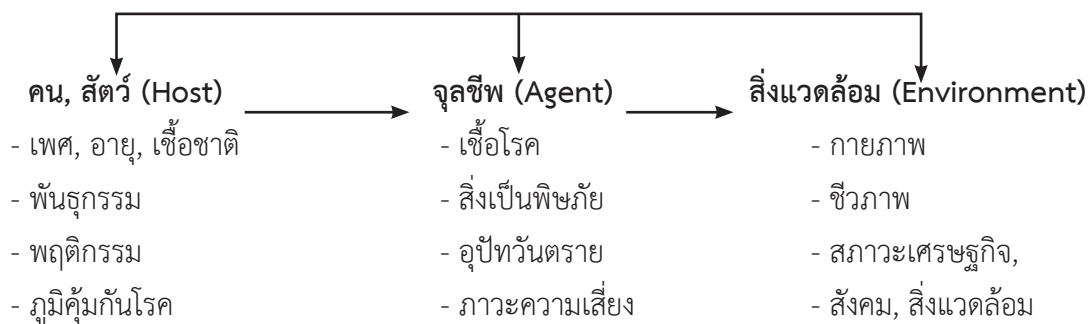 คน, สัตว์ (Host)
- เพศ, อายุ, เชื้อชาติ
- พันธุกรรม
- พฤติกรรม
- ภูมิคุ้มกันโรค
จุลชีพ (Agent)
- เชื้อโรค
- สิ่งเป็นพิษภัย
- อุปัทวันตราย
- ภาวะความเสี่ยง
สิ่งแวดล้อม (Environment)
- กายภาพ
- ชีวภาพ
- สภาวะเศรษฐกิจ,
- สังคม, สิ่งแวดล้อม